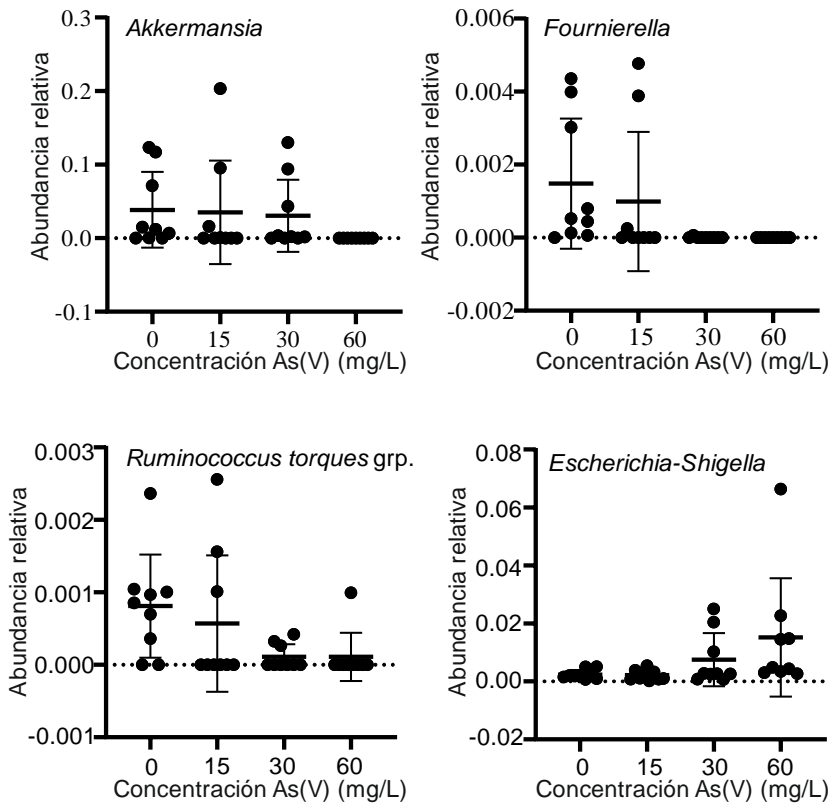 Akkermansia
0.3
0.2
0.1
0.0
-0.1
Abundancia relativa
0 15 30 60
Concentración As(V) (mg/L)
Fournierella
0.006
0.004
0.002
0.000
-0.002
Abundancia relativa
0 15 30 60
Concentración As(V) (mg/L)
Ruminococcus torques grp.
0.003
0.002
0.001
0.000
-0.001
Abundancia relativa
0 15 30 60
Concentración As(V) (mg/L)
Escherichia-Shigella
0.08
0.06
0.04
0.02
0.00
-0.02
Abundancia relativa
0 15 30 60
Concentración As(V) (mg/L)